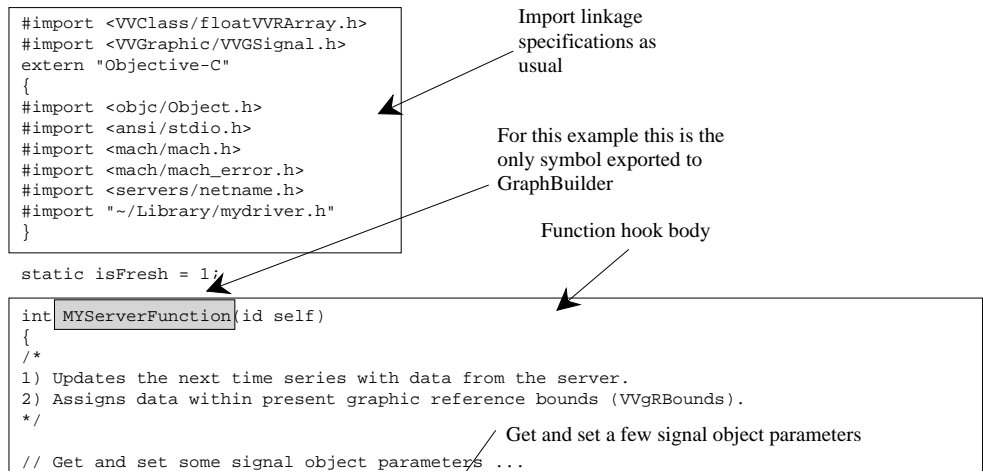 #import <VVClass/floatVVRArray.h>
#import <VVGraphic/VVGSignal.h>
extern "Objective-C"
{
#import <objc/Object.h>
#import <ansi/stdio.h>
#import <mach/mach.h>
#import <mach/mach_error.h>
#import <servers/netname.h>
#import "~/Library/mydriver.h"
}
Import linkage
specifications as
usual
For this example this is the
only symbol exported to
GraphBuilder
Function hook body
static isFresh = 1;
int MYServerFunction(id self)
{
/*
1) Updates the next time series with data from the server.
2) Assigns data within present graphic reference bounds (VVgRBounds).
*/
Get and set a few signal object parameters
// Get and set some signal object parameters ...